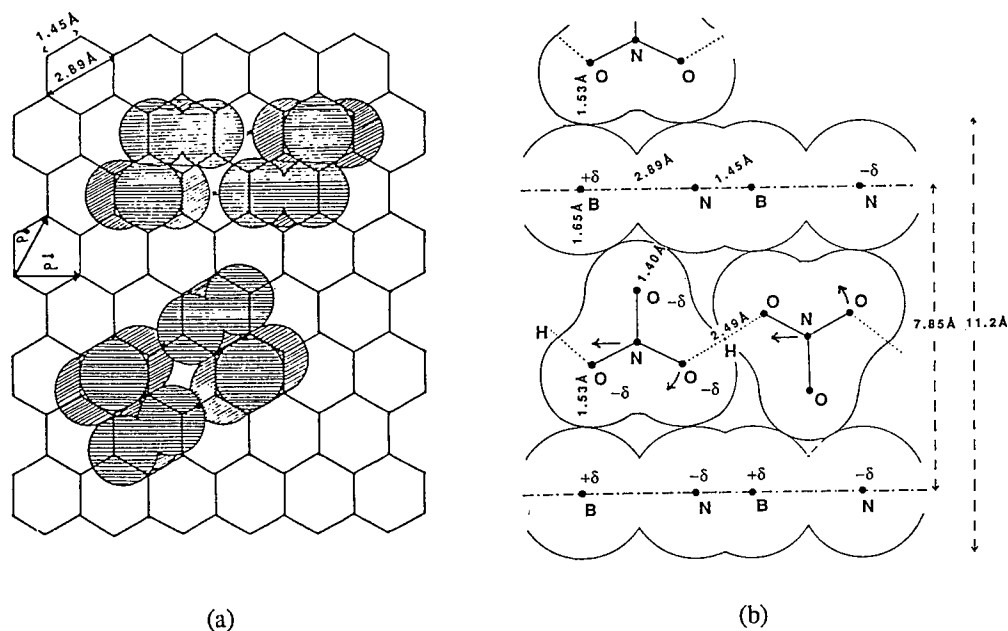 1.45Å
2.89Å
(a)
O N O
1.53Å
+δ 2.89Å 1.45Å -δ
B N B N
1.65Å
1.40Å
O -δ O N O
H 2.49Å H
N
O O
1.53Å -δ -δ O
7.85Å 11.2Å
+δ -δ +δ -δ
B N B N
(b)